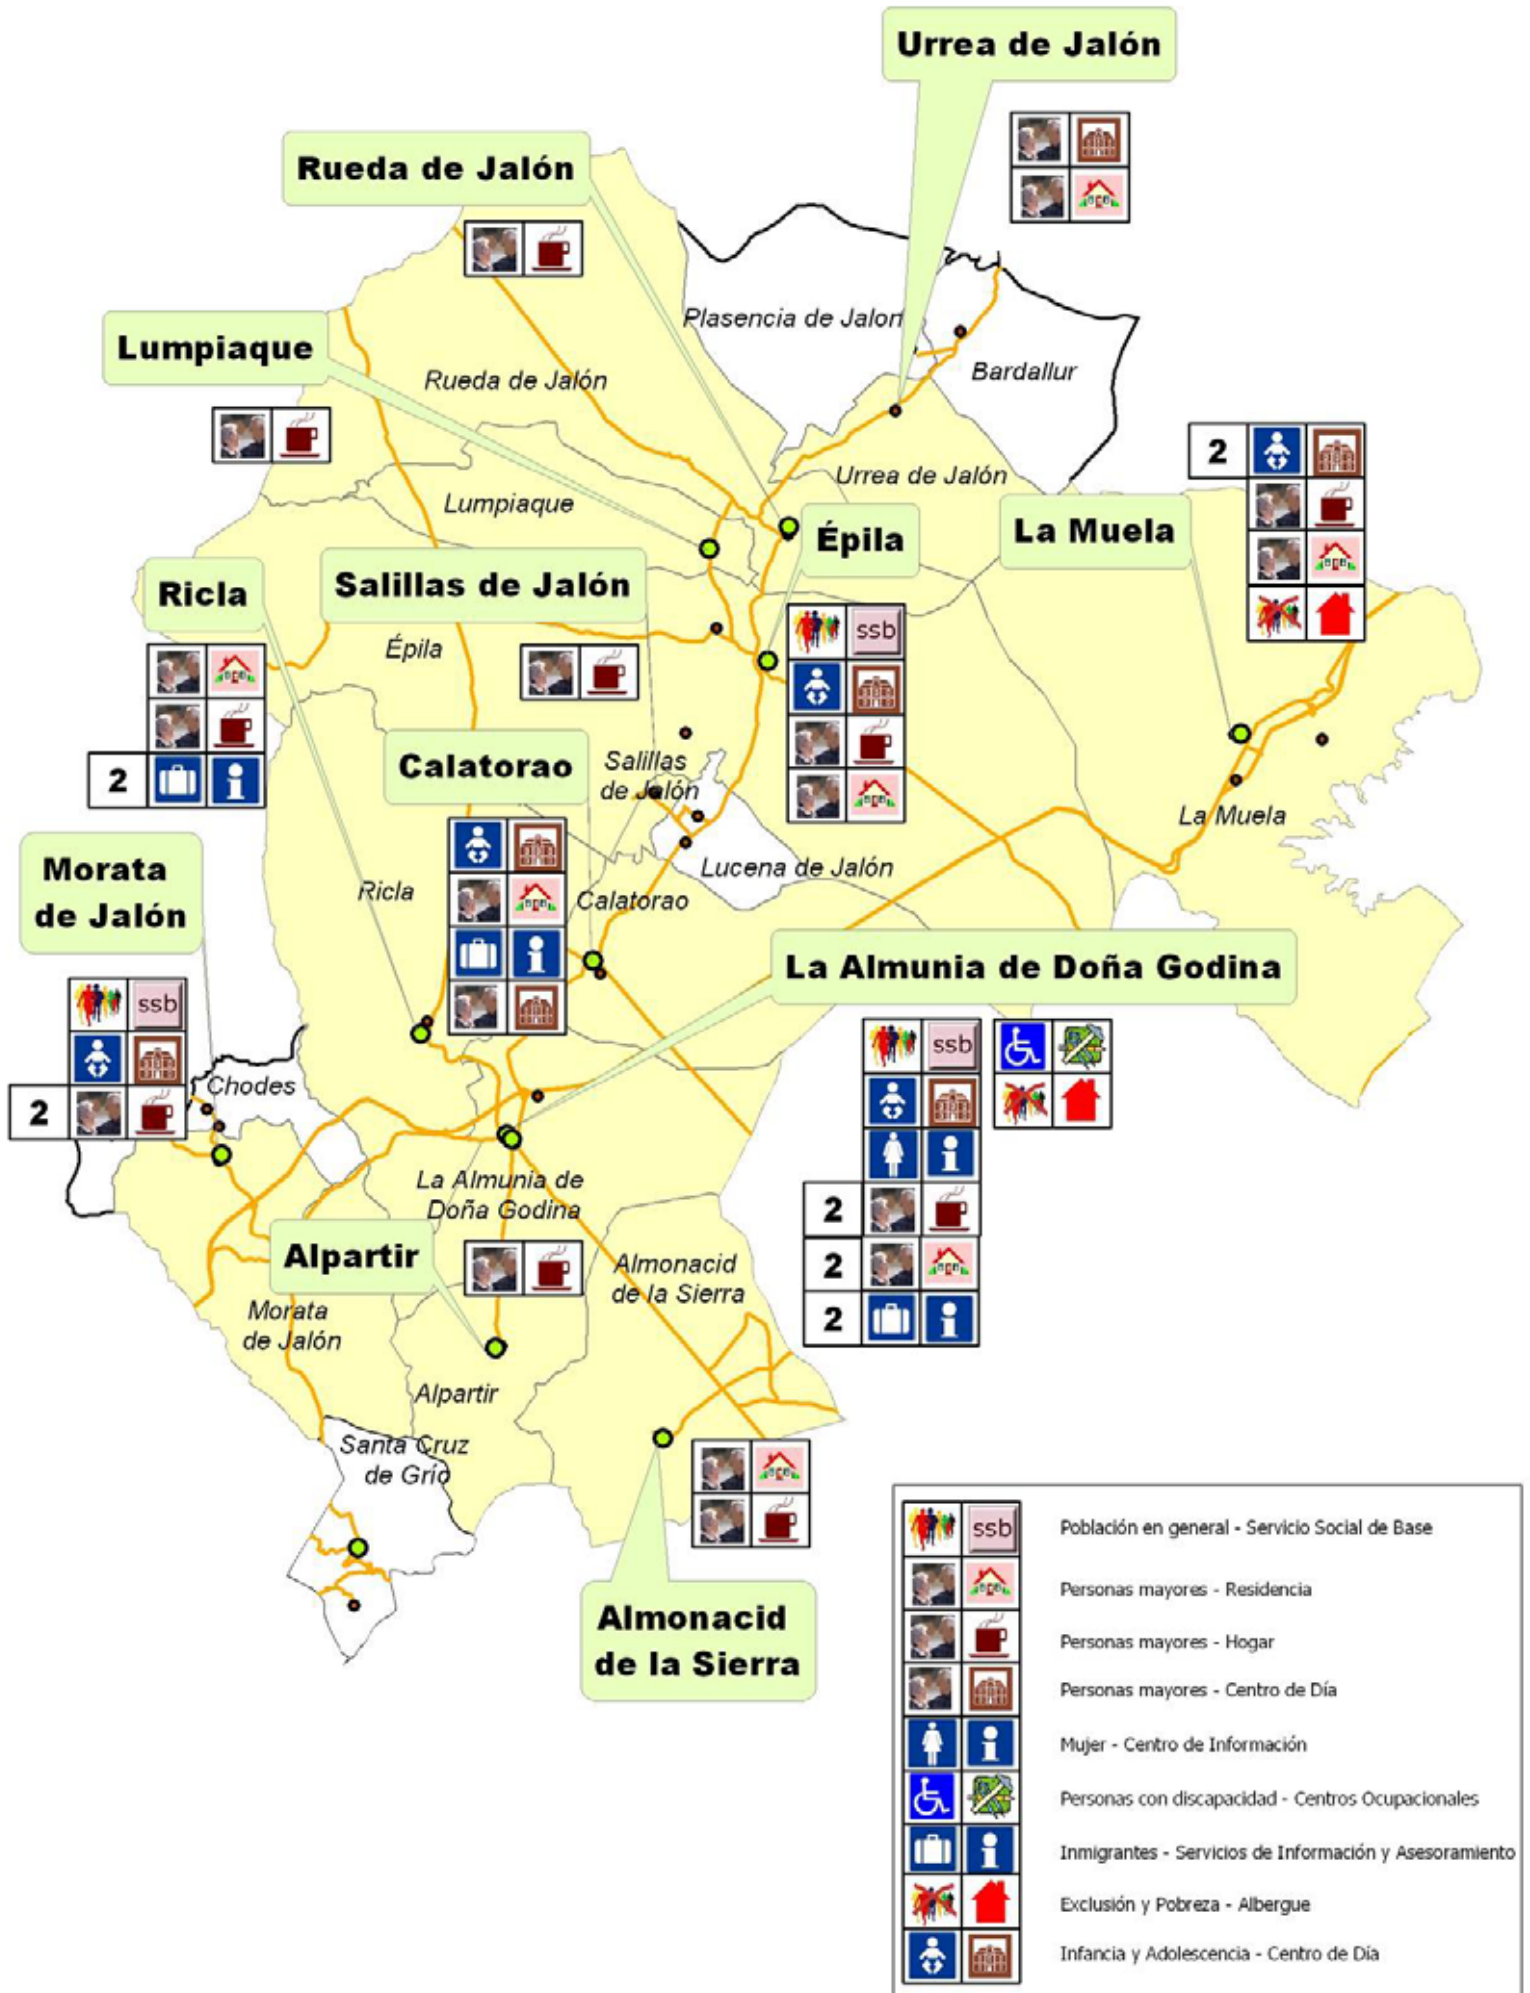 Urrea de Jalón
Rueda de Jalón
Plasencia de Jalon
Lumpiaque
Bardallur
Rueda de Jalón
2
Urrea de Jalón
Lumpiaque
La Muela
Épila
Salillas de Jalón
Ricla
ssb
Épila
Calatorao
Salillas
de Jalón
2
La Muela
Morata
de Jalón
Lucena de Jalón
Ricla
Calatorao
La Almunia de Doña Godina
ssb
ssb
Chodes
2
La Almunia de
Doña Godina
2
Alpartir
Almonacid
de la Sierra
2
Morata
de Jalón
2
Alpartir
Santa Cruz
de Grío
Almonacid
de la Sierra
ssb Población en general - Servicio Social de Base
Personas mayores - Residencia
Personas mayores - Hogar
Personas mayores - Centro de Día
Mujer - Centro de Información
Personas con discapacidad - Centros Ocupacionales
Inmigrantes - Servicios de Información y Asesoramiento
Exclusión y Pobreza - Albergue
Infancia y Adolescencia - Centro de Día